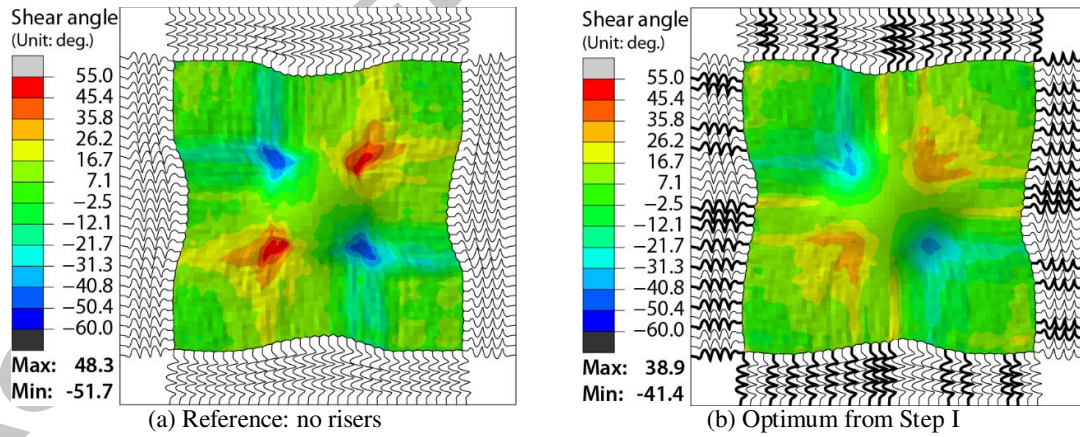 Shear angle
(Unit: deg.)
55.0
45.4
35.8
26.2
16.7
7.1
−2.5
−12.1
−21.7
−31.3
−40.8
−50.4
−60.0
Max: 48.3
Min: -51.7
(a) Reference: no risers
Shear angle
(Unit: deg.)
55.0
45.4
35.8
26.2
16.7
7.1
−2.5
−12.1
−21.7
−31.3
−40.8
−50.4
−60.0
Max: 38.9
Min: -41.4
(b) Optimum from Step I